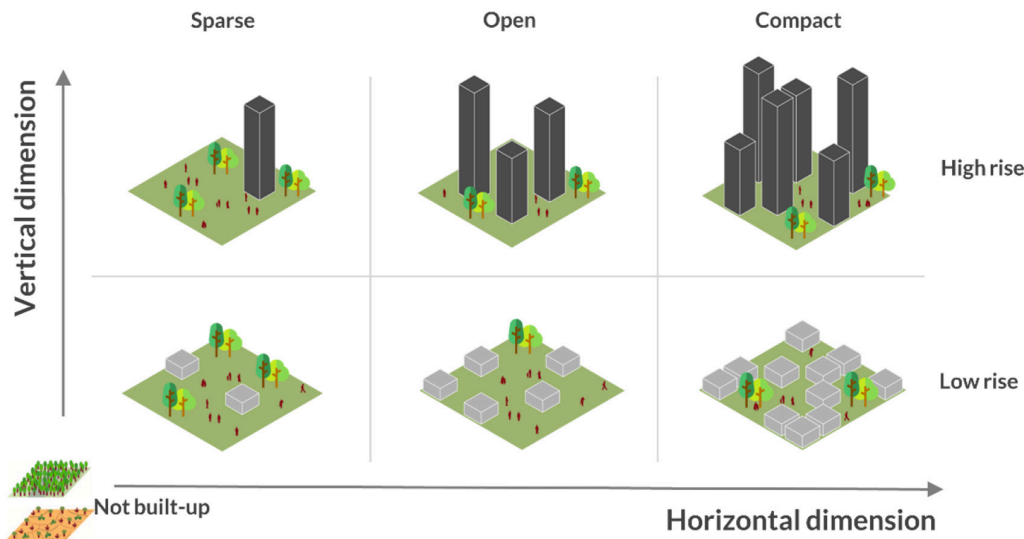 Sparse
Open
Compact
Vertical dimension
High rise
Low rise
Not built-up
Horizontal dimension